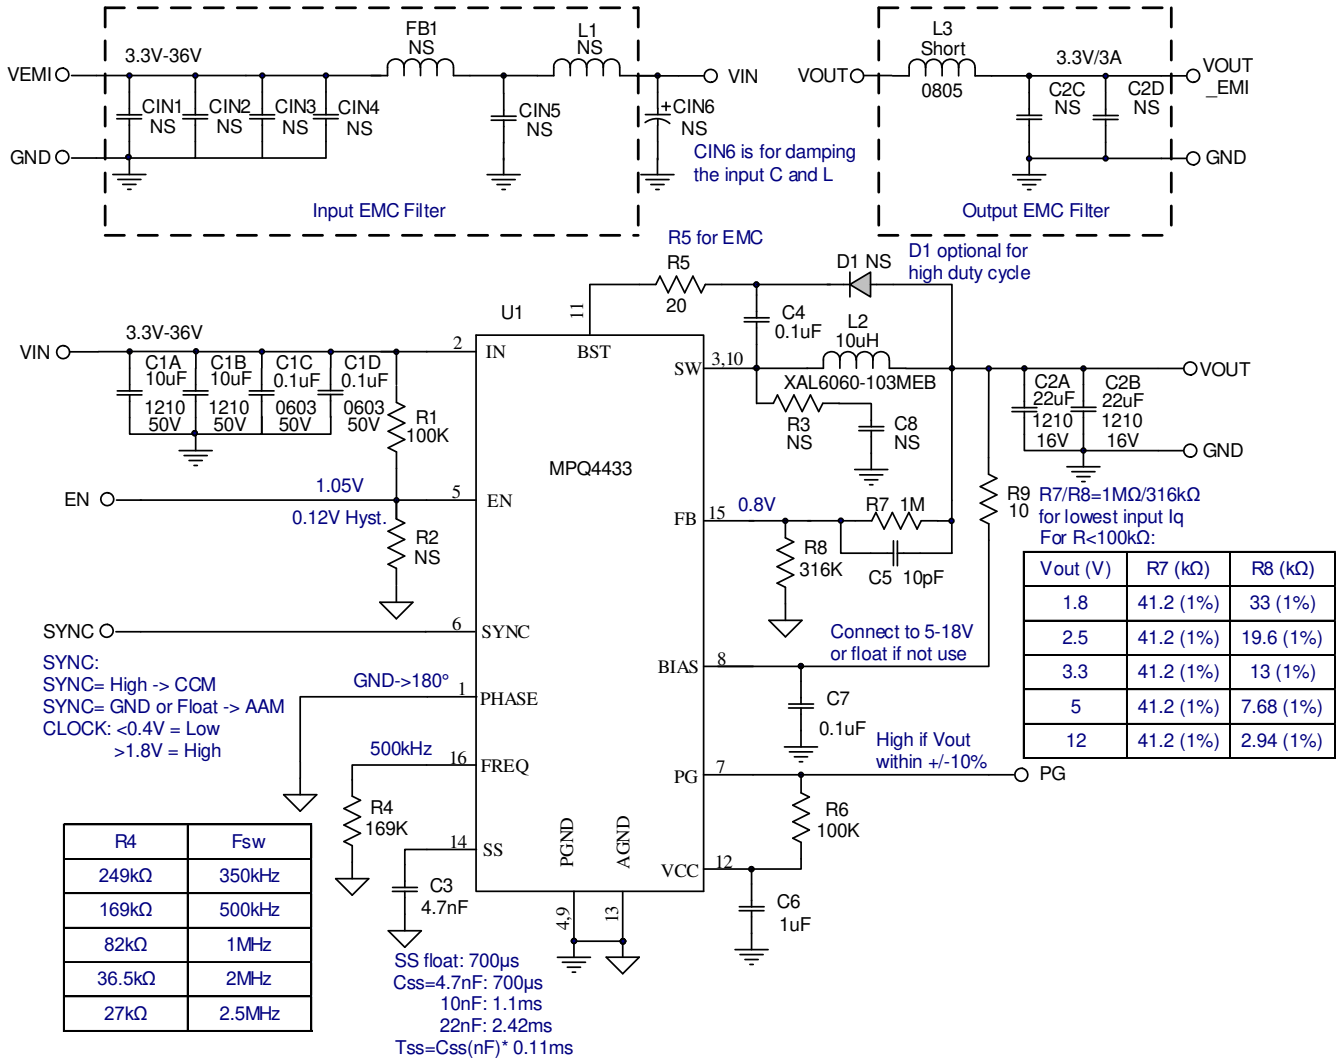 FB1
NS
L1
NS
3.3V-36V
VEMI
CIN1
NS
CIN2
NS
CIN3
NS
CIN4
NS
CIN5
NS
+CIN6
NS
VIN
GND
CIN6 is for damping
the input C and L
Input EMC Filter
L3
Short
0805
VOUT
3.3V/3A
C2C
NS
C2D
NS
VOUT
_EMI
GND
Output EMC Filter
R5 for EMC
R5
20
D1 optional for
high duty cycle
D1 NS
C4
0.1uF
L2
10uH
XAL6060-103MEB
U1
11
BST
VIN
3.3V-36V
C1A
10uF
1210
50V
C1B
10uF
1210
50V
C1C
0.1uF
0603
50V
C1D
0.1uF
0603
50V
2
IN
R1
100K
SW
3,10
R3
NS
C8
NS
C2A
22uF
1210
16V
C2B
22uF
1210
16V
VOUT
GND
MPQ4433
EN
1.05V
0.12V Hyst.
5
EN
R2
NS
FB
15
0.8V
R7 1M
R8
316K
C5 10pF
R9
10
R7/R8=1MΩ/316kΩ
for lowest input Iq
For R<100kΩ:
Vout (V) R7 (kΩ) R8 (kΩ)
1.8 41.2 (1%) 33 (1%)
2.5 41.2 (1%) 19.6 (1%)
3.3 41.2 (1%) 13 (1%)
5 41.2 (1%) 7.68 (1%)
12 41.2 (1%) 2.94 (1%)
SYNC
6
SYNC
SYNC:
SYNC= High -> CCM
SYNC= GND or Float -> AAM
CLOCK: <0.4V = Low
>1.8V = High
Connect to 5-18V
or float if not use
BIAS
8
C7
0.1uF
GND->180°
1
PHASE
500kHz
16
FREQ
R4
169K
High if Vout
within +/-10%
PG
7
PG
R6
100K
14
SS
C3
4.7nF
PGND
AGND
4,9
13
VCC
12
C6
1uF
R4 Fsw
249kΩ 350kHz
169kΩ 500kHz
82kΩ 1MHz
36.5kΩ 2MHz
27kΩ 2.5MHz
SS float: 700µs
Css=4.7nF: 700µs
10nF: 1.1ms
22nF: 2.42ms
Tss=Css(nF)* 0.11ms